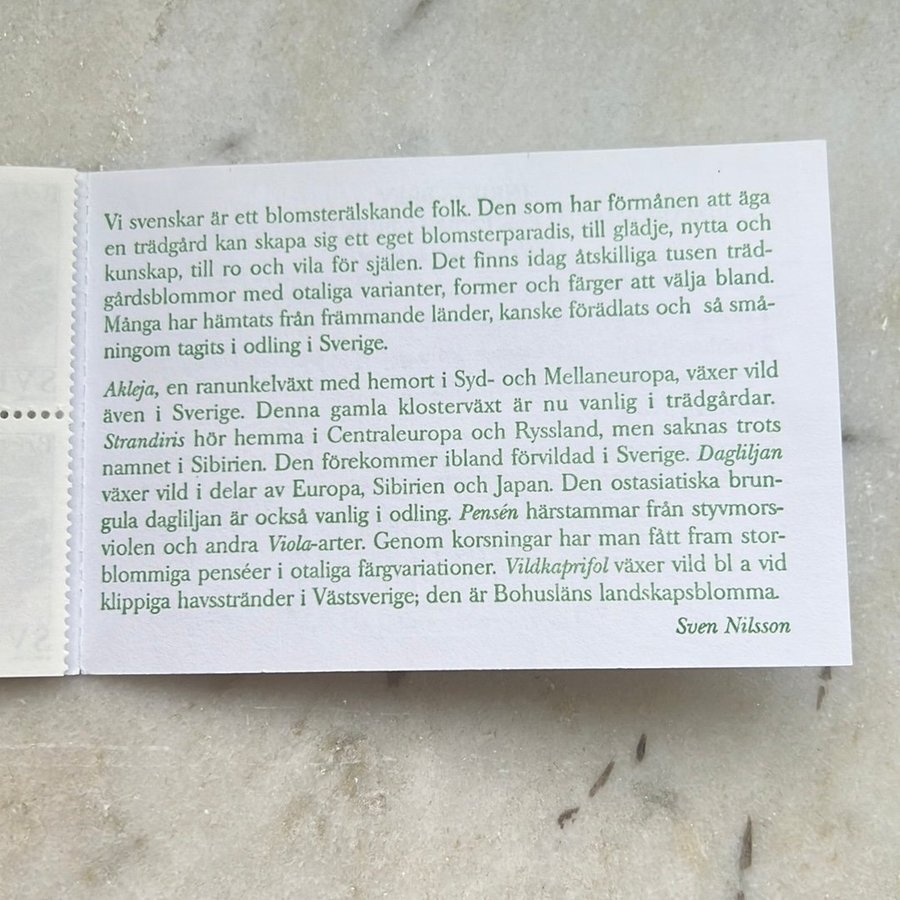 Vi svenskar är ett blomsterälskande folk. Den som har förmånen att äga
en trädgård kan skapa sig ett eget blomsterparadis, till glädje, nytta och
kunskap, till ro och vila för själen. Det finns idag åtskilliga tusen träd-
gårdsblommor med otaliga varianter, former och färger att välja bland.
Många har hämtats från främmande länder, kanske förädlats och så små-
ningom tagits i odling i Sverige.
Akleja, en ranunkelväxt med hemort i Syd- och Mellaneuropa, växer vild
även i Sverige. Denna gamla klosterväxt är nu vanlig i trädgårdar.
Strandiris hör hemma i Centraleuropa och Ryssland, men saknas trots
namnet i Sibirien. Den förekommer ibland förvildad i Sverige. Dagliljan
växer vild i delar av Europa, Sibirien och Japan. Den ostasiatiska brun-
gula dagliljan är också vanlig i odling. Pensén härstammar från styvmors-
violen och andra Viola-arter. Genom korsningar har man fått fram stor-
blommiga penséer i otaliga färgvariationer. Vildkaprifol växer vild bl a vid
klippiga havsstränder i Västsverige; den är Bohusläns landskapsblomma.
Sven Nilsson